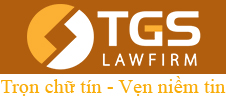 TGS
LAWFIRM
Trọn chữ tín - Vẹn niềm tin